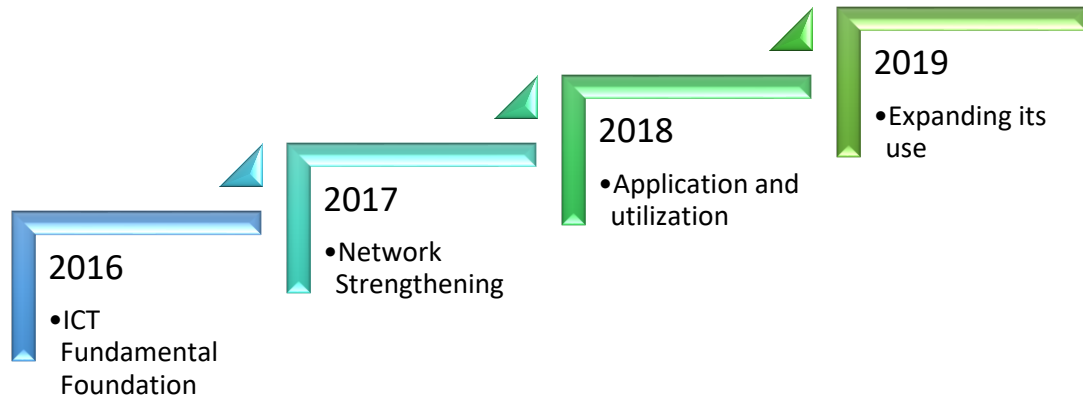 2016
•ICT
Fundamental
Foundation
2017
•Network
Strengthening
2018
•Application and
utilization
2019
•Expanding its
use